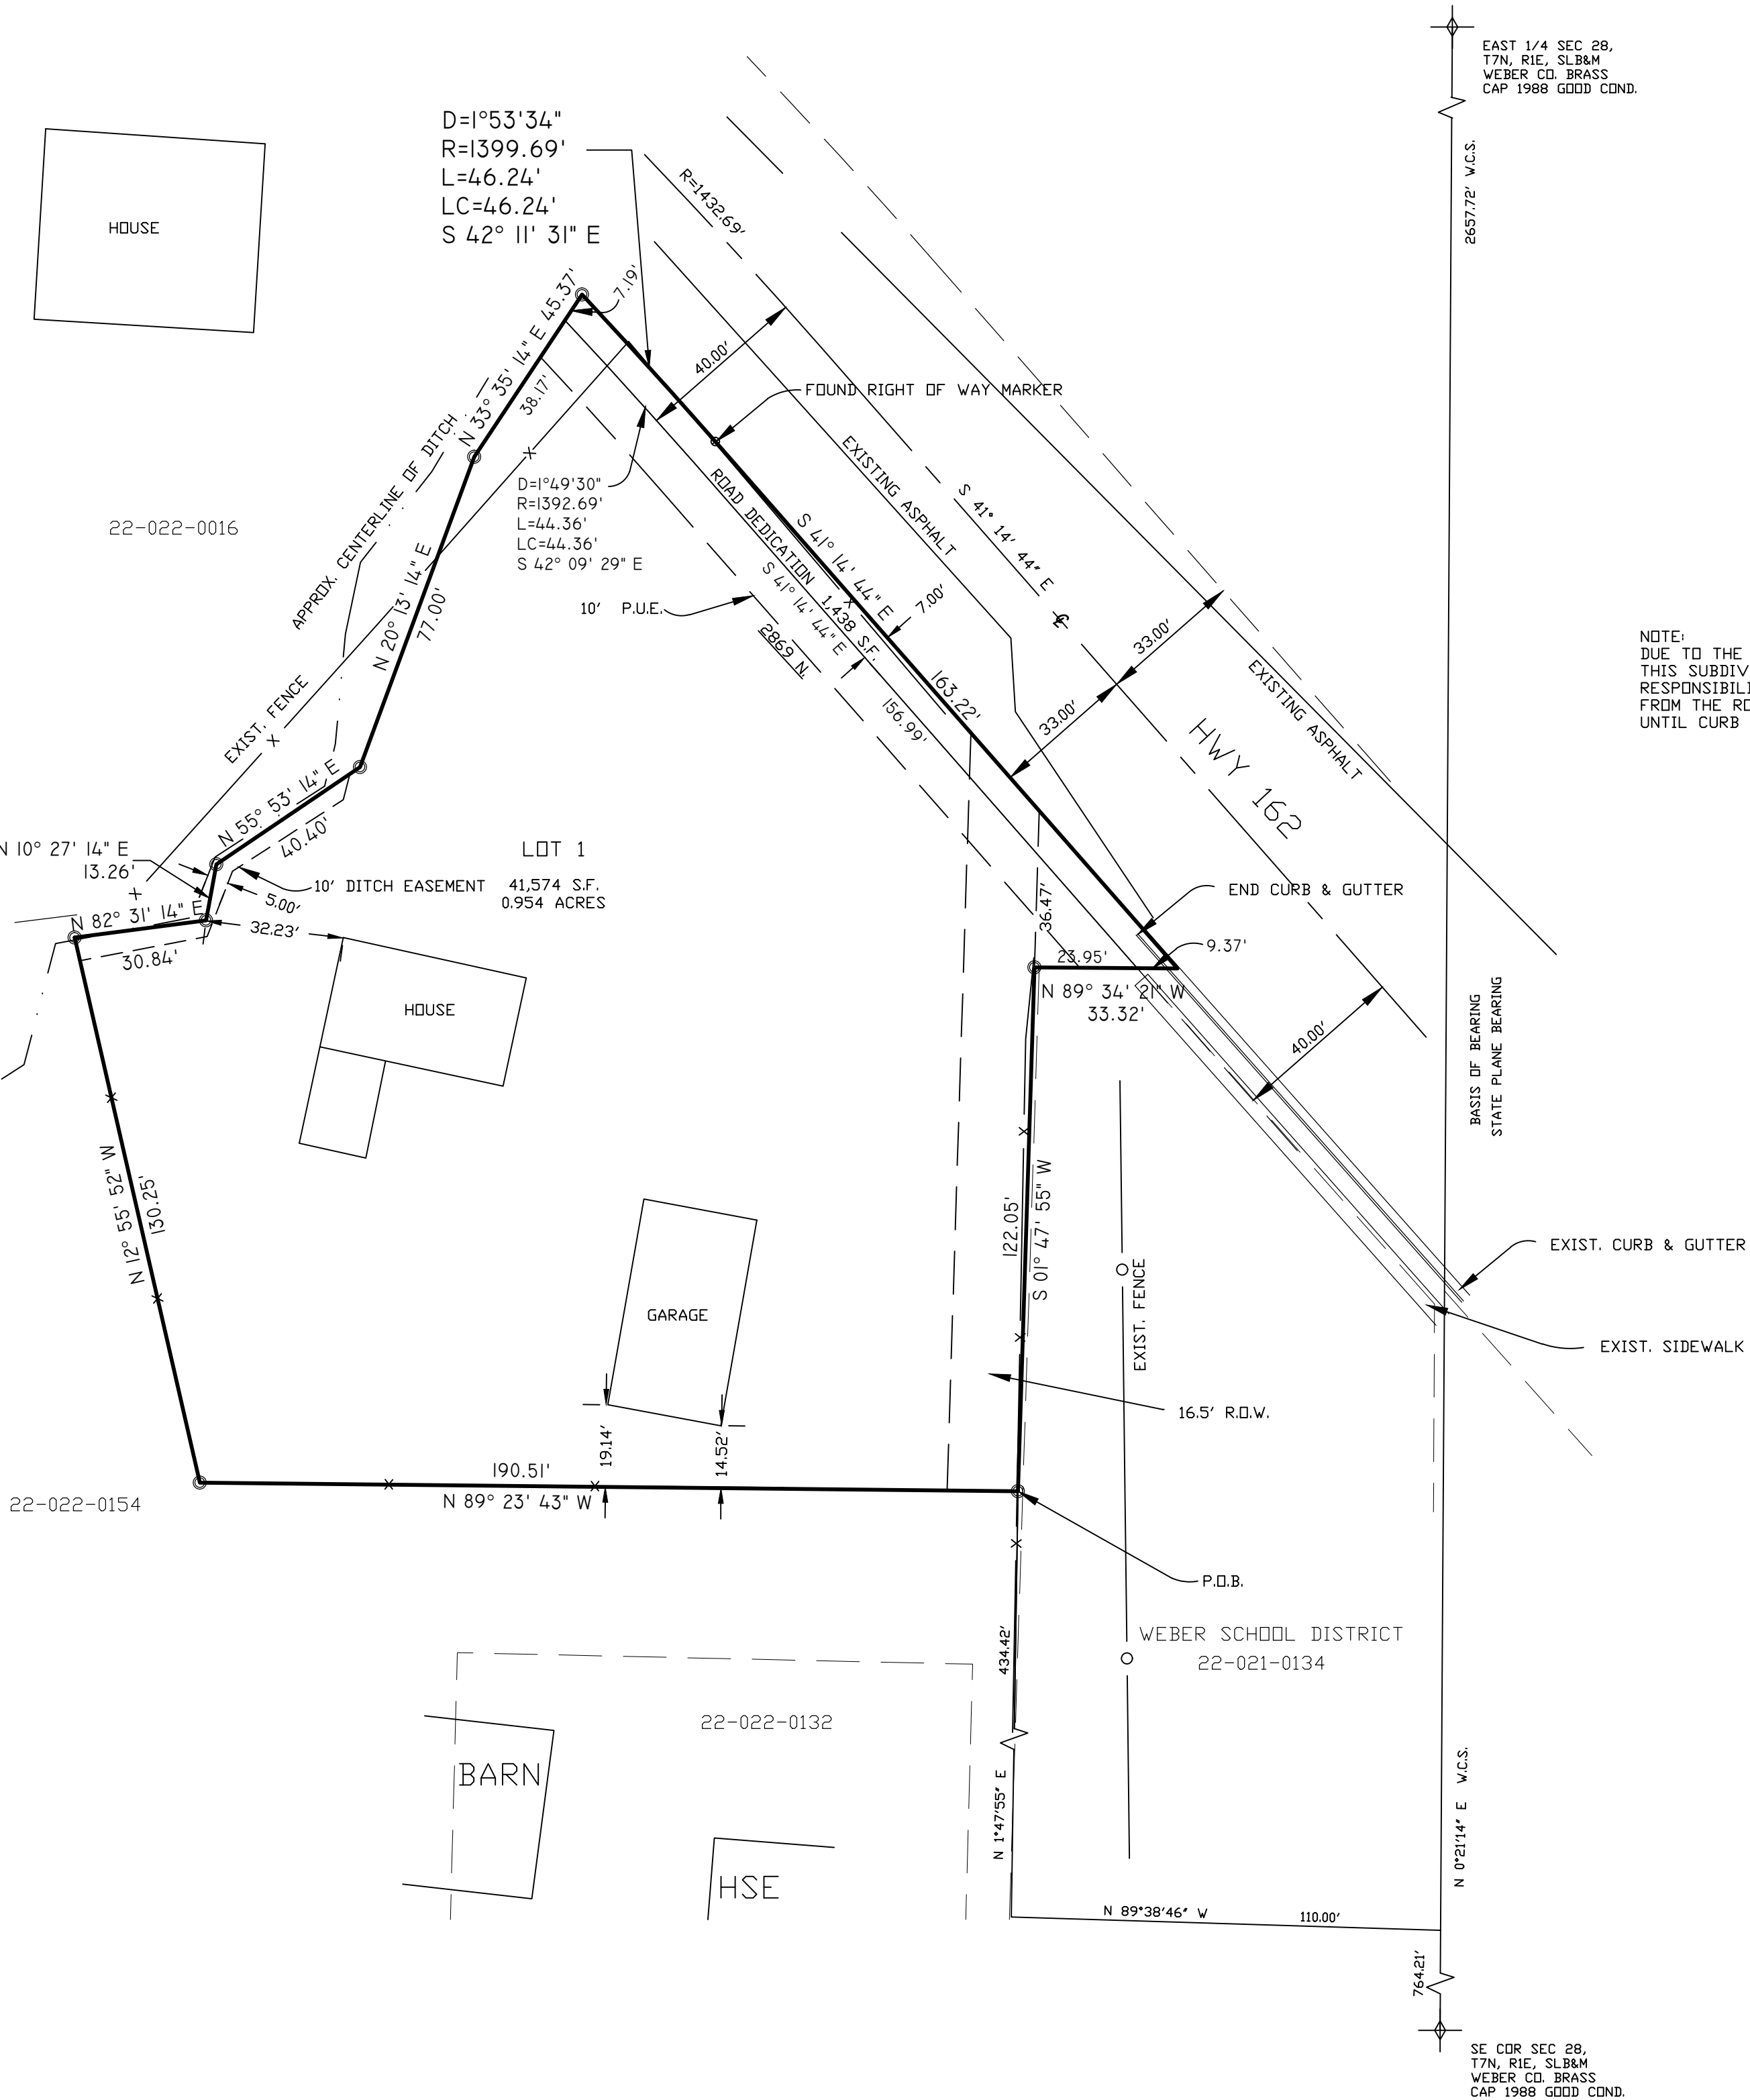 EAST 1/4 SEC 28,
T7N, R1E, SLB&M
WEBER CO. BRASS
CAP 1988 GOOD COND.
2657.72' W.C.S.
D=1°53'34"
R=1399.69'
L=46.24'
LC=46.24'
S 42° 11' 31" E
HOUSE
R=1432.69'
7.19'
N 33° 35' 14" E 45.37'
38.17'
40.00'
FOUND RIGHT OF WAY MARKER
APPROX. CENTERLINE OF DITCH
D=1°49'30"
R=1392.69'
L=44.36'
LC=44.36'
S 42° 09' 29" E
22-022-0016
EXISTING ASPHALT
S 41° 14' 44" E
ROAD DEDICATION 1,438 S.F.
S 41° 14' 44" E
S 41° 14' 44" E
7.00'
10' P.U.E.
2869 N.
163.22'
156.99'
33.00'
33.00'
EXISTING ASPHALT
HWY 162
NOTE:
DUE TO THE
THIS SUBDIV
RESPONSIBILI
FROM THE RO
UNTIL CURB
N 20° 13' 14" E
77.00'
EXIST. FENCE
N 55° 53' 14" E
40.40'
N 10° 27' 14" E
13.26'
LOT 1
41,574 S.F.
0.954 ACRES
10' DITCH EASEMENT
5.00'
N 82° 31' 14" E
30.84'
32.23'
HOUSE
36.47'
END CURB & GUTTER
23.95'
9.37'
N 89° 34' 21" W
33.32'
40.00'
BASIS OF BEARING
STATE PLANE BEARING
N 12° 55' 52" W
130.25'
122.05'
S 01° 47' 55" W
EXIST. FENCE
GARAGE
EXIST. CURB & GUTTER
EXIST. SIDEWALK
16.5' R.O.W.
19.14'
14.52'
190.51'
N 89° 23' 43" W
22-022-0154
P.O.B.
434.42'
WEBER SCHOOL DISTRICT
22-021-0134
22-022-0132
BARN
HSE
N 1°47'55" E
N 0°21'14" E W.C.S.
N 89°38'46" W
110.00'
764.21'
SE COR SEC 28,
T7N, R1E, SLB&M
WEBER CO. BRASS
CAP 1988 GOOD COND.